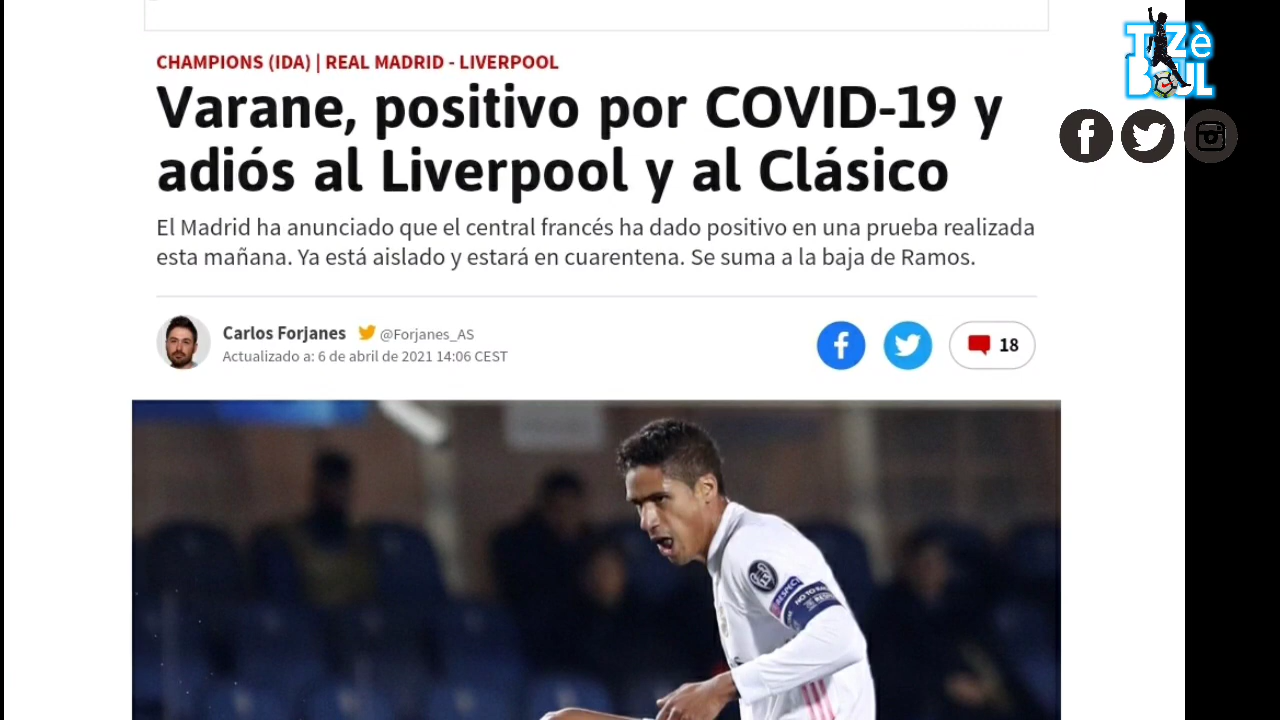 CHAMPIONS (IDA) | REAL MADRID - LIVERPOOL
Varane, positivo por COVID-19 y
adiós al Liverpool y al Clásico
El Madrid ha anunciado que el central francés ha dado positivo en una prueba realizada
esta mañana. Ya está aislado y estará en cuarentena. Se suma a la baja de Ramos.
Carlos Forjanes @Forjanes_AS
Actualizado a: 6 de abril de 2021 14:06 CEST
18
13
RESPECT